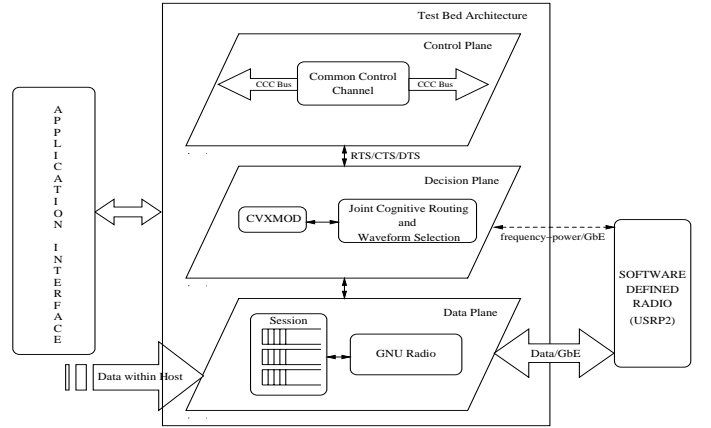 Test Bed Architecture
Control Plane
CCC Bus
Common Control
Channel
CCC Bus
RTS/CTS/DTS
Decision Plane
CVXMOD
Joint Cognitive Routing
and
Waveform Selection
frequency-power/GbE
Data Plane
Session
GNU Radio
Data/GbE
Data within Host
APPLICATION INTERFACE
SOFTWARE
DEFINED
RADIO
(USRP2)